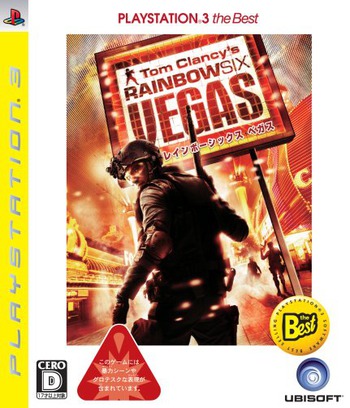 PLAYSTATION 3 the Best
PLAYSTATION 3
Tom Clancy's
RAINBOWSIX
VEGAS
レインボーシックス ベガス
the Best
CERO
D
17才以上対象
このゲームには
暴力シーンや
グロテスクな表現が
含まれています。
UBISOFT